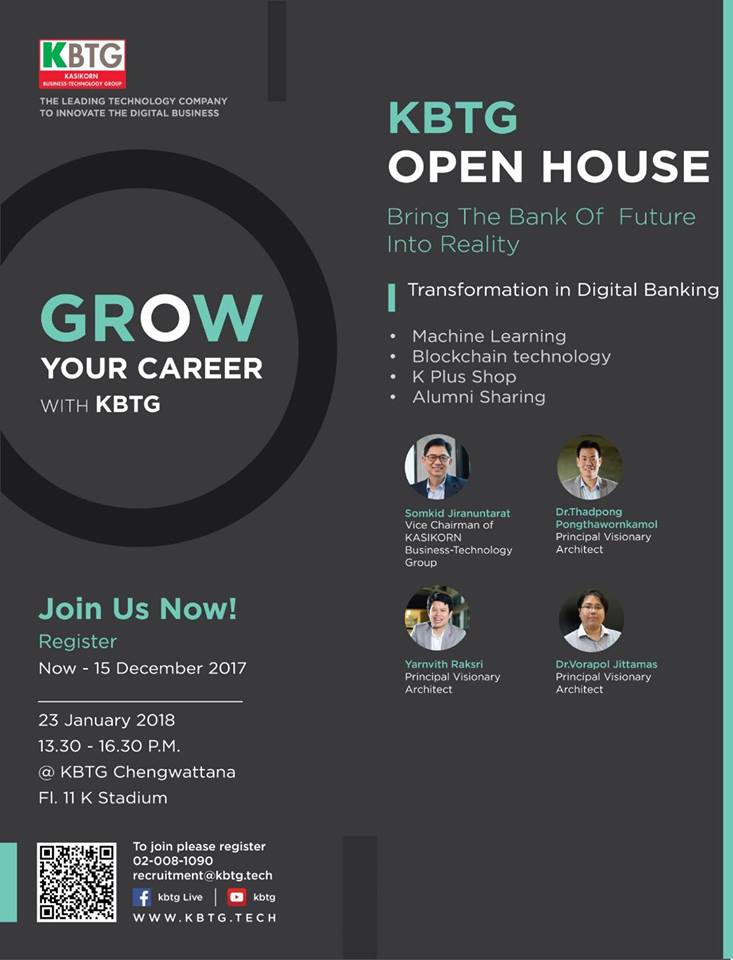 KBTG
KASIKORN
BUSINESS-TECHNOLOGY GROUP
THE LEADING TECHNOLOGY COMPANY
TO INNOVATE THE DIGITAL BUSINESS
GROW
YOUR CAREER
WITH KBTG
Join Us Now!
Register
Now - 15 December 2017
23 January 2018
13.30 - 16.30 P.M.
@ KBTG Chengwattana
Fl. 11 K Stadium
To join please register
02-008-1090
recruitment@kbtg.tech
kbtg Live | kbtg
WWW.KBTG.TECH
KBTG
OPEN HOUSE
Bring The Bank Of Future
Into Reality
Transformation in Digital Banking
• Machine Learning
• Blockchain technology
• K Plus Shop
• Alumni Sharing
Somkid Jiranuntarat
Vice Chairman of
KASIKORN
Business-Technology
Group
Dr.Thadpong
Pongthawornkamol
Principal Visionary
Architect
Yarnvith Raksri
Principal Visionary
Architect
Dr.Vorapol Jittamas
Principal Visionary
Architect